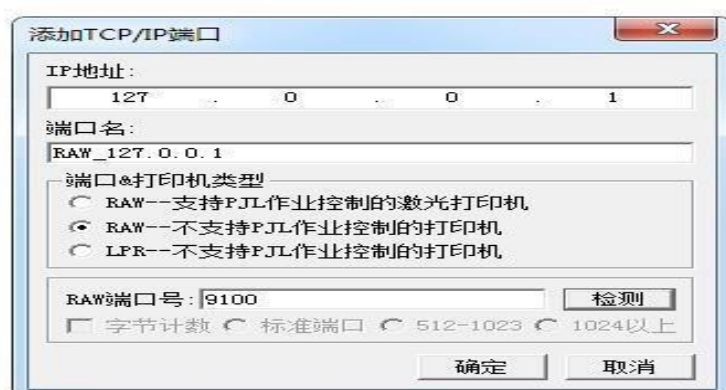 添加TCP/IP端口
IP地址:
127 . 0 . 0 . 1
端口名:
RAW_127.0.0.1
端口&打印机类型
RAW--支持PJL作业控制的激光打印机
RAW--不支持PJL作业控制的打印机
LPR--不支持PJL作业控制的打印机
RAW端口号: 9100 检测
字节计数 标准端口 512-1023 1024以上
确定 取消